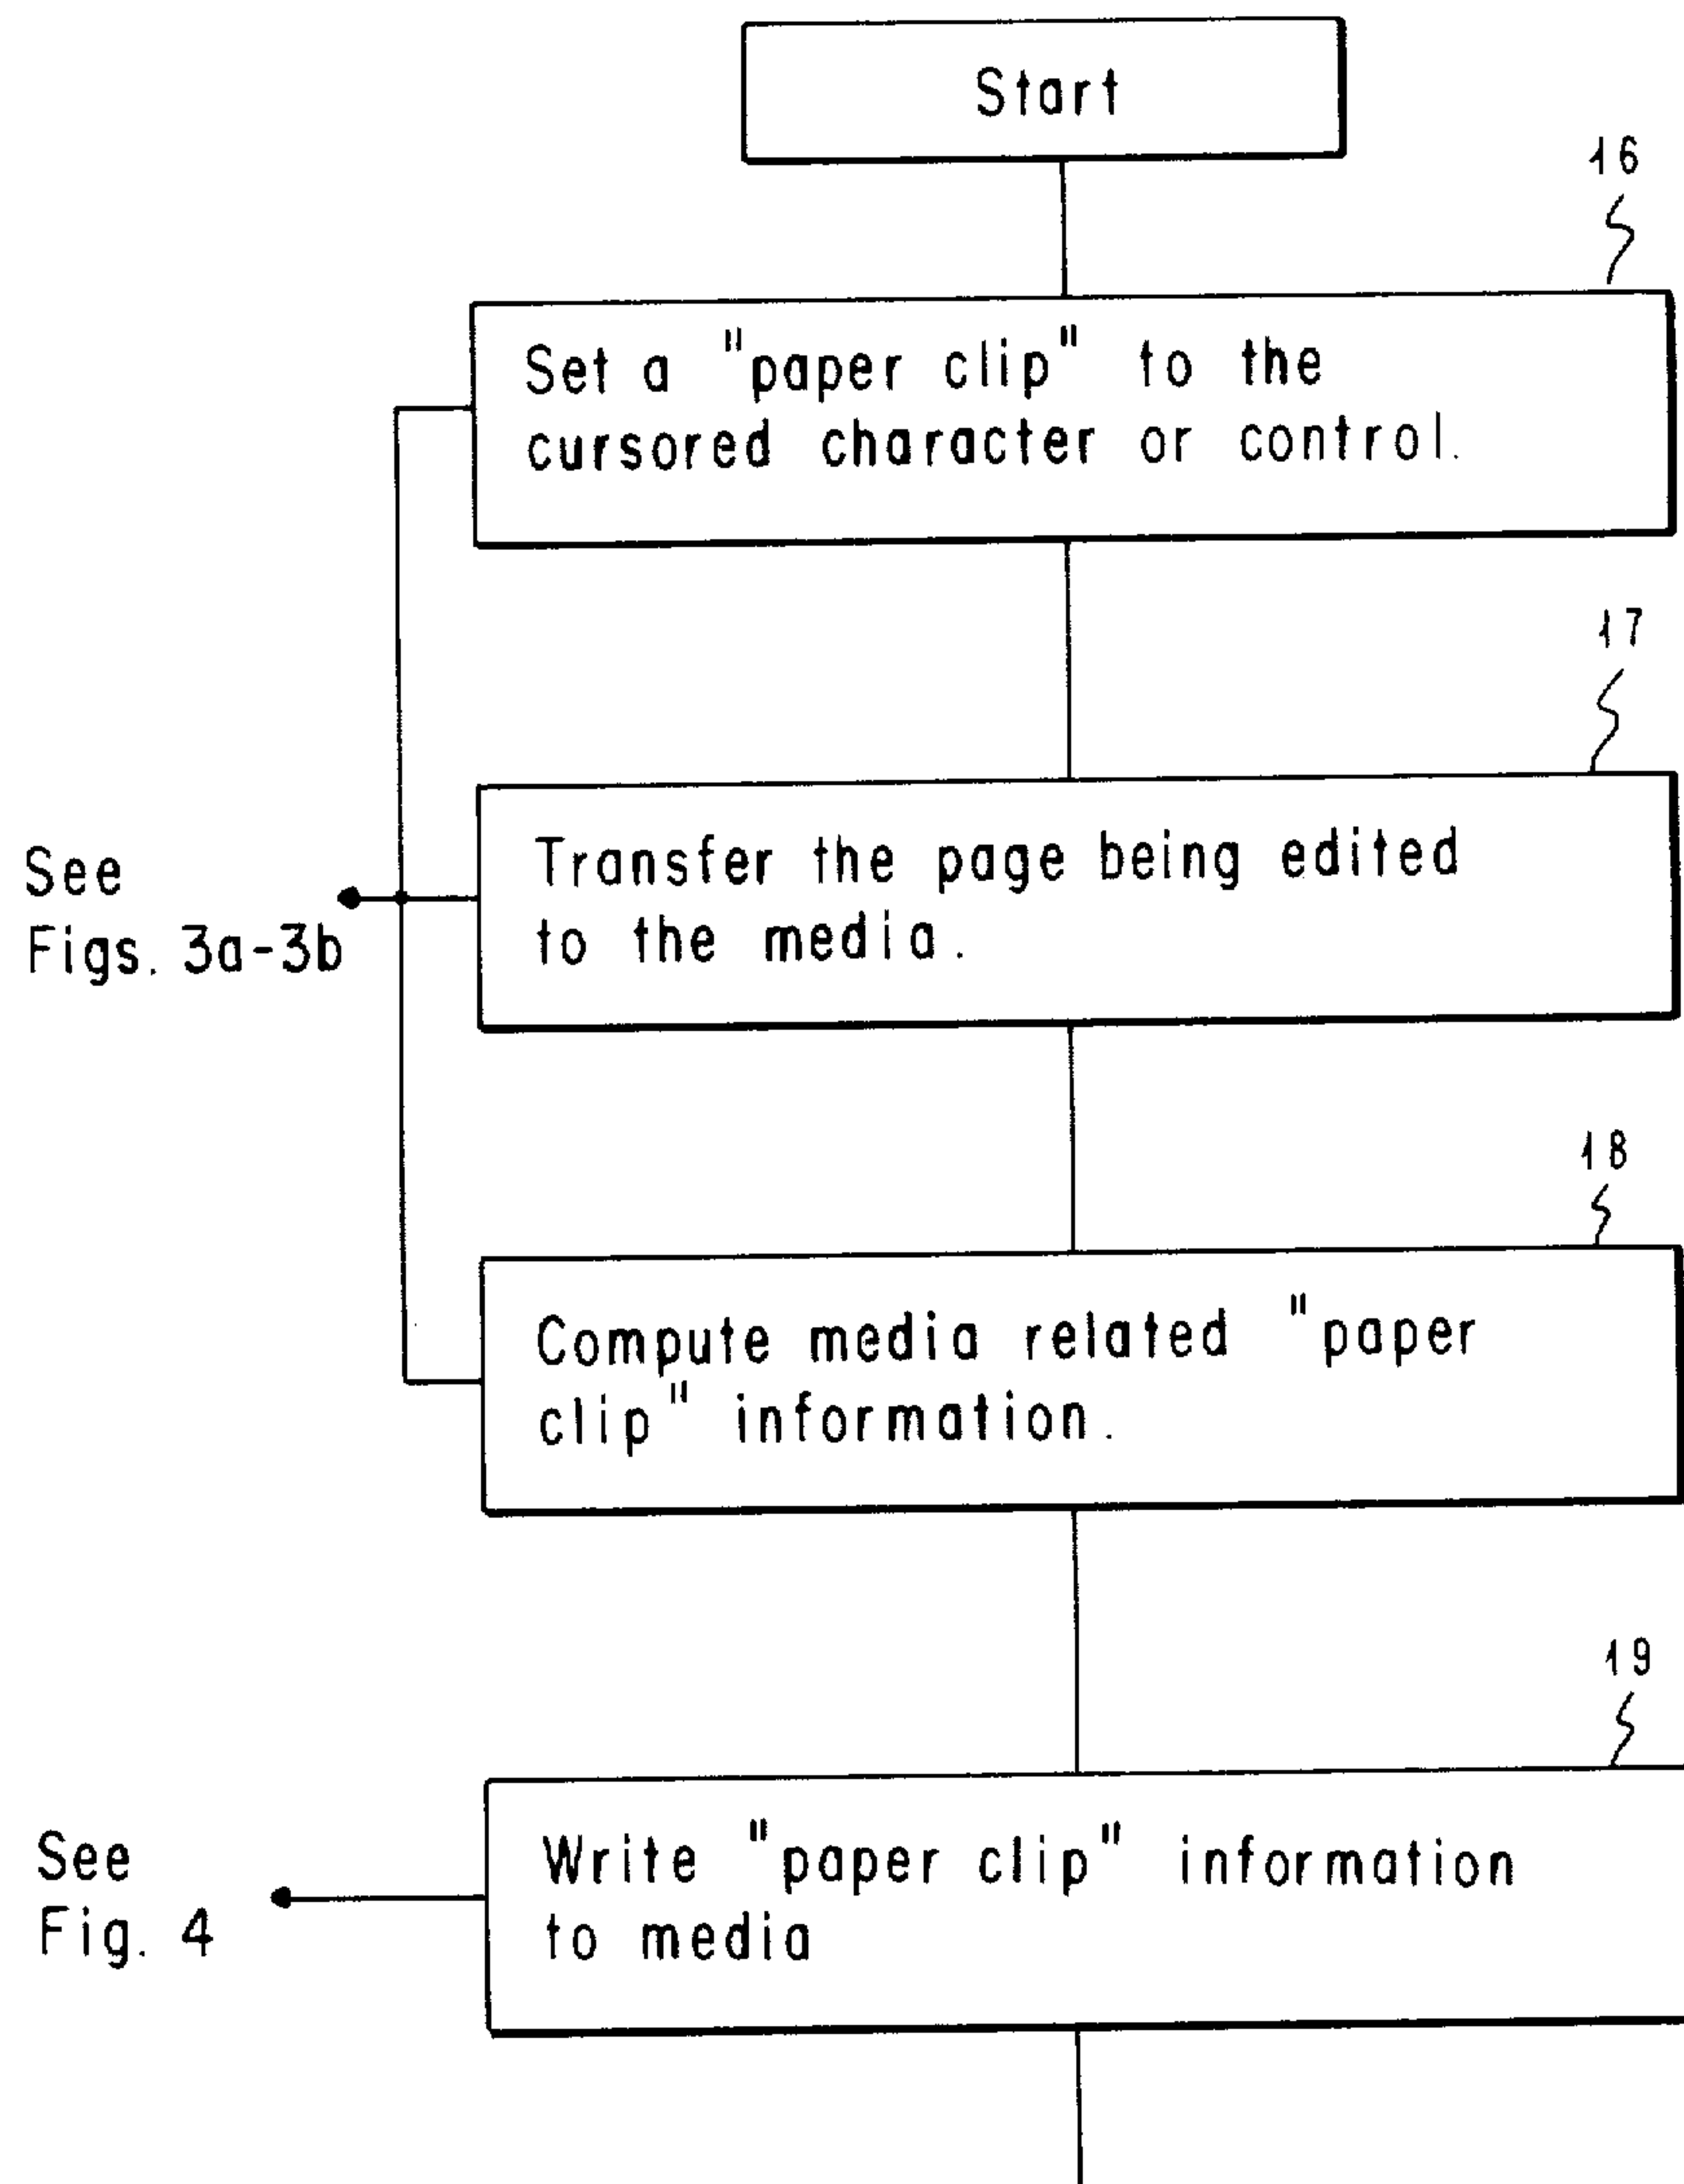 Start
16
Set a "paper clip" to the
cursored character or control.
17
See
Figs. 3a-3b
Transfer the page being edited
to the media.
18
Compute media related "paper
clip" information.
19
See
Fig. 4
Write "paper clip" information
to media